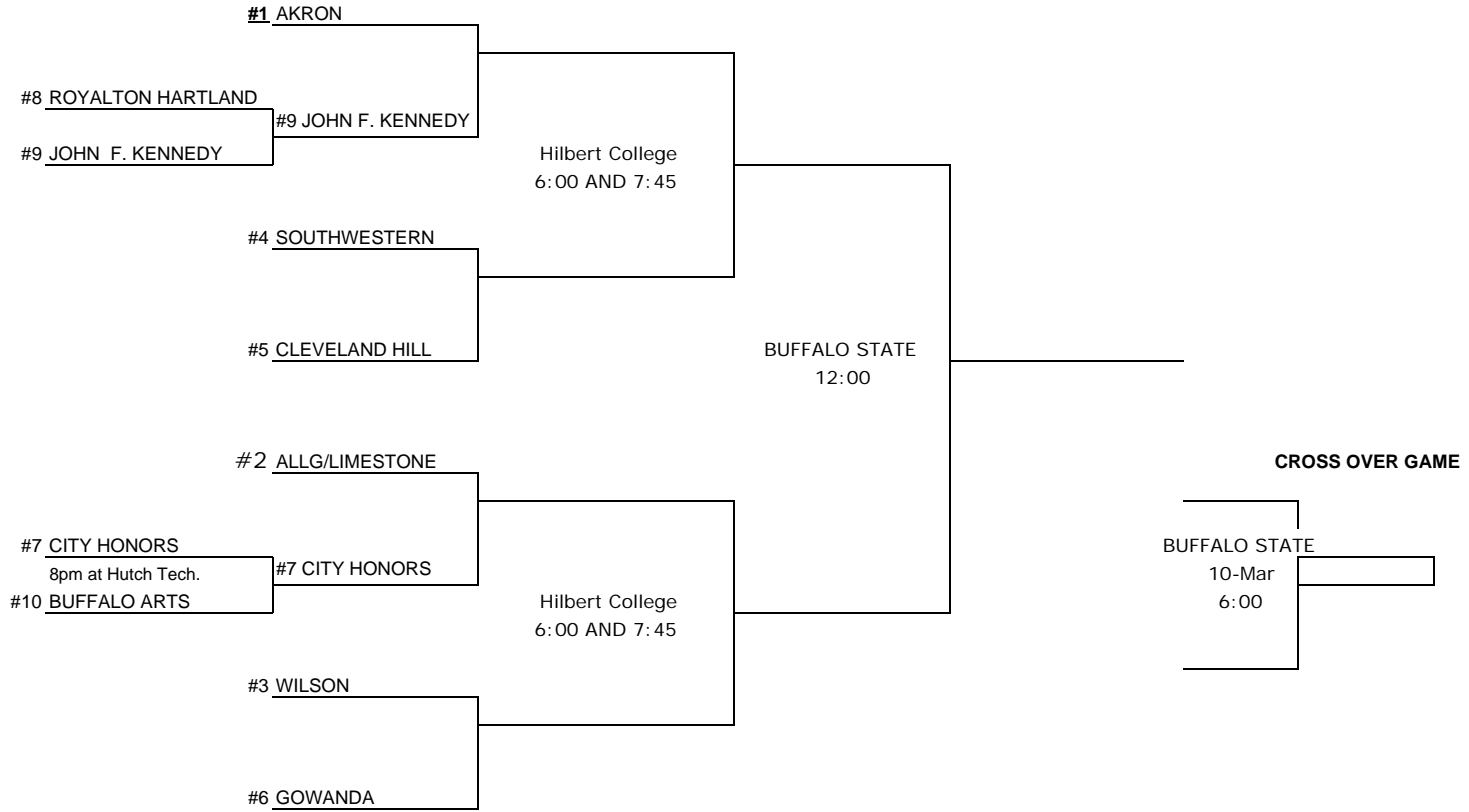 #1 AKRON
#8 ROYALTON HARTLAND
#9 JOHN F. KENNEDY
#9 JOHN F. KENNEDY
Hilbert College
6:00 AND 7:45
#4 SOUTHWESTERN
#5 CLEVELAND HILL
BUFFALO STATE
12:00
#2 ALLG/LIMESTONE
CROSS OVER GAME
#7 CITY HONORS
8pm at Hutch Tech.
#7 CITY HONORS
#10 BUFFALO ARTS
BUFFALO STATE
10-Mar
6:00
Hilbert College
6:00 AND 7:45
#3 WILSON
#6 GOWANDA